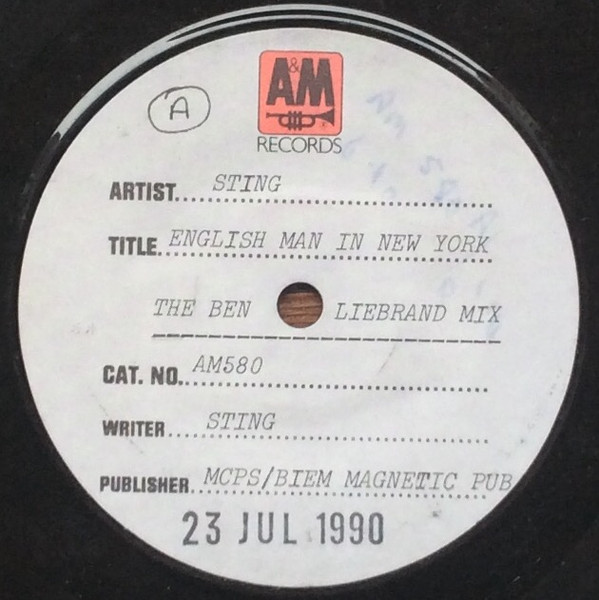 A&M
RECORDS
A
ARTIST.... STING
TITLE. ENGLISH MAN IN NEW YORK
THE BEN LIEBRAND MIX
CAT. NO.. AM580
WRITER.... STING
PUBLISHER.. MCPS/BIEM MAGNETIC PUB
23 JUL 1990